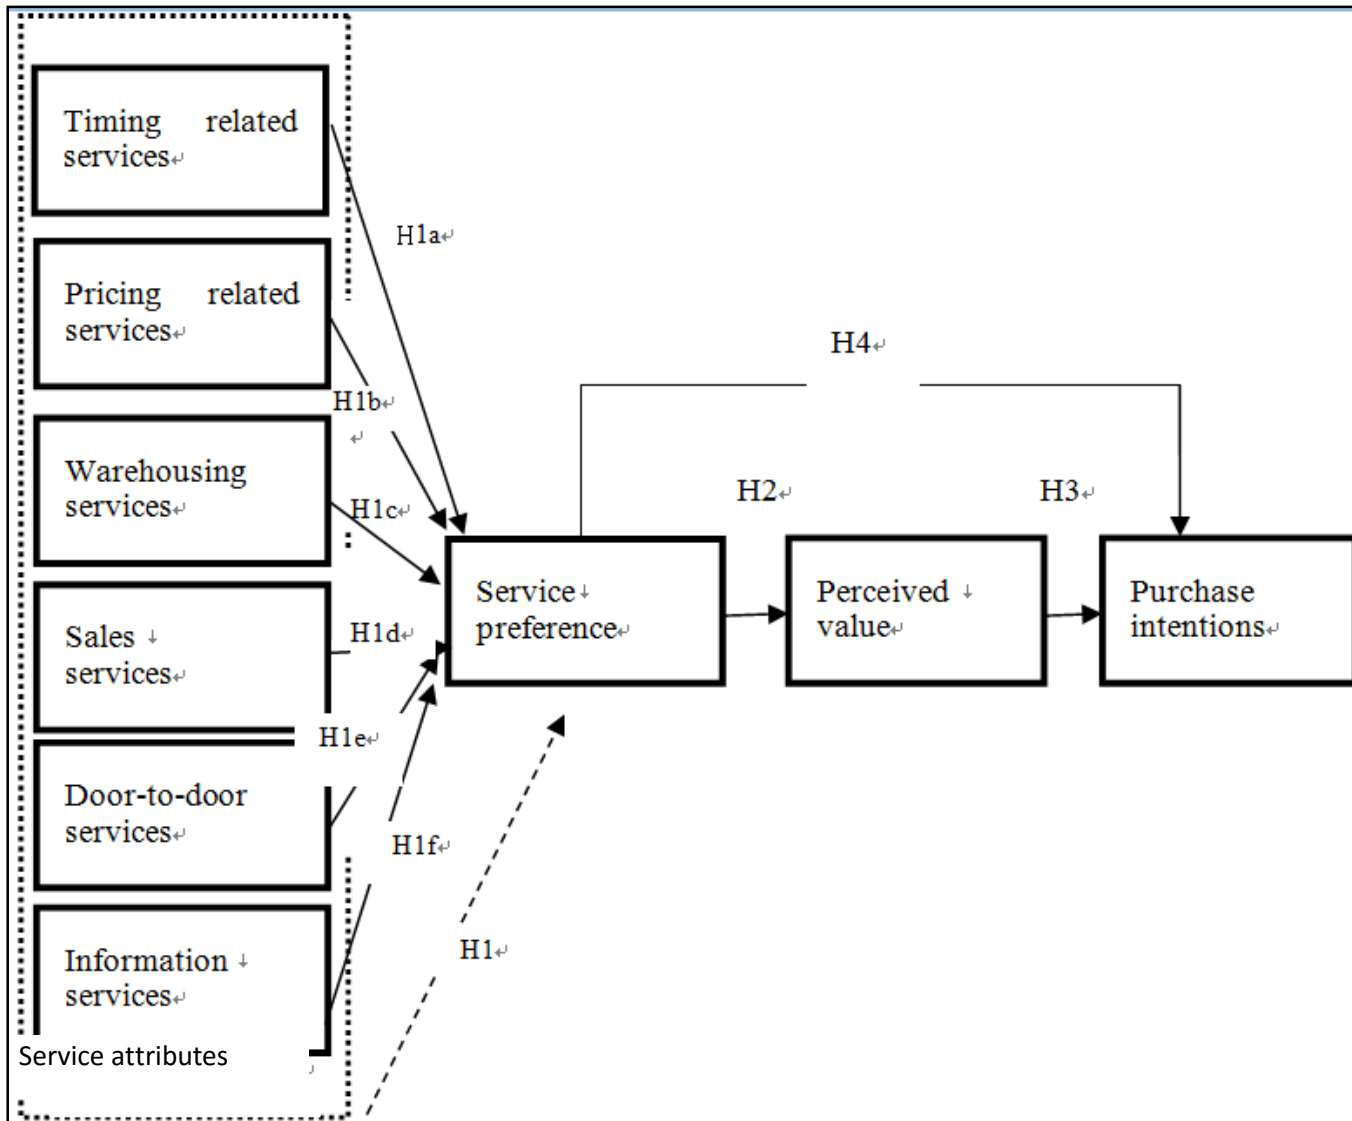 Timing related
services
H1a
Pricing related
services
H4
H1b
Warehousing
services
H1c
H2
H3
Service
preference
Perceived
value
Purchase
intentions
Sales
services
H1d
H1e
Door-to-door
services
H1f
Information
services
H1
Service attributes